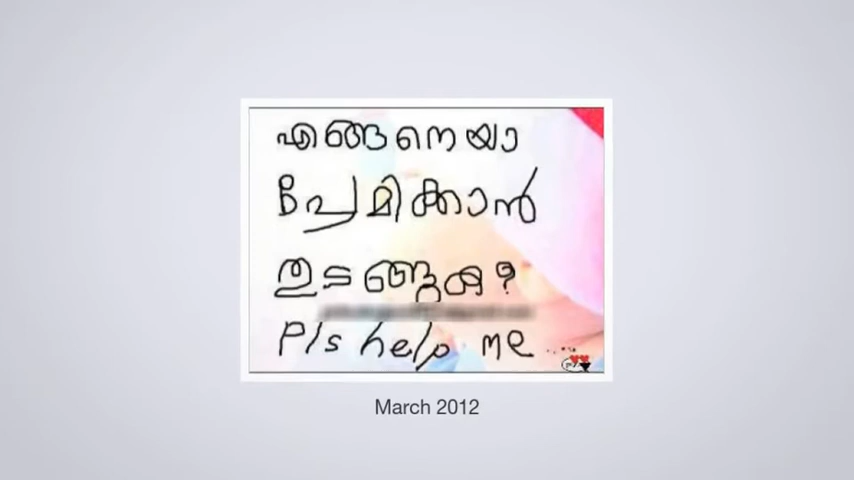 എങ്ങനെയാ
പ്രേമിക്കാൻ
തുടങ്ങുക?
Pls help me....
March 2012